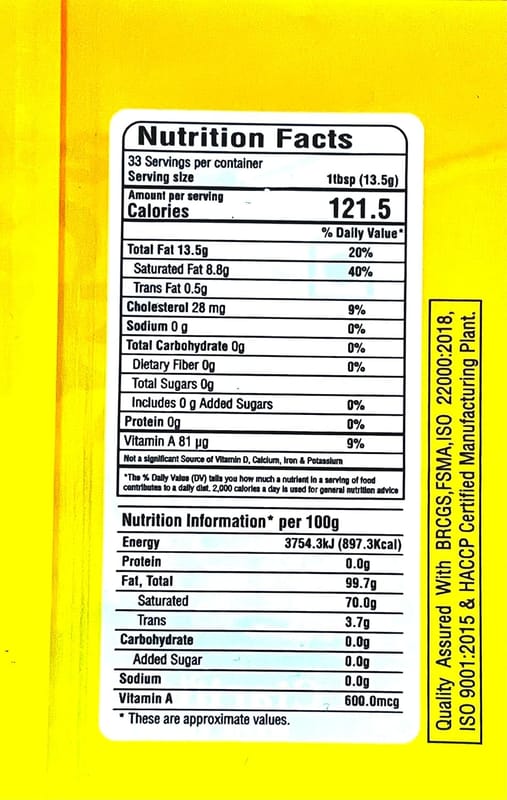 Nutrition Facts
33 Servings per container
Serving size 1tbsp (13.5g)
Amount per serving
Calories 121.5
% Daily Value*
Total Fat 13.5g 20%
Saturated Fat 8.8g 40%
Trans Fat 0.5g
Cholesterol 28 mg 9%
Sodium 0 g 0%
Total Carbohydrate 0g 0%
Dietary Fiber 0g 0%
Total Sugars 0g
Includes 0 g Added Sugars 0%
Protein 0g 0%
Vitamin A 81 µg 9%
Not a significant Source of Vitamin D, Calcium, Iron & Potassium
*The % Daily Value (DV) tells you how much a nutrient in a serving of food
contributes to a daily diet. 2,000 calories a day is used for general nutrition advice
Nutrition Information* per 100g
Energy 3754.3kJ (897.3Kcal)
Protein 0.0g
Fat, Total 99.7g
Saturated 70.0g
Trans 3.7g
Carbohydrate 0.0g
Added Sugar 0.0g
Sodium 0.0g
Vitamin A 600.0mcg
* These are approximate values.
Quality Assured With BRCGS,FSMA,ISO 22000:2018,
ISO 9001:2015 & HACCP Certified Manufacturing Plant.